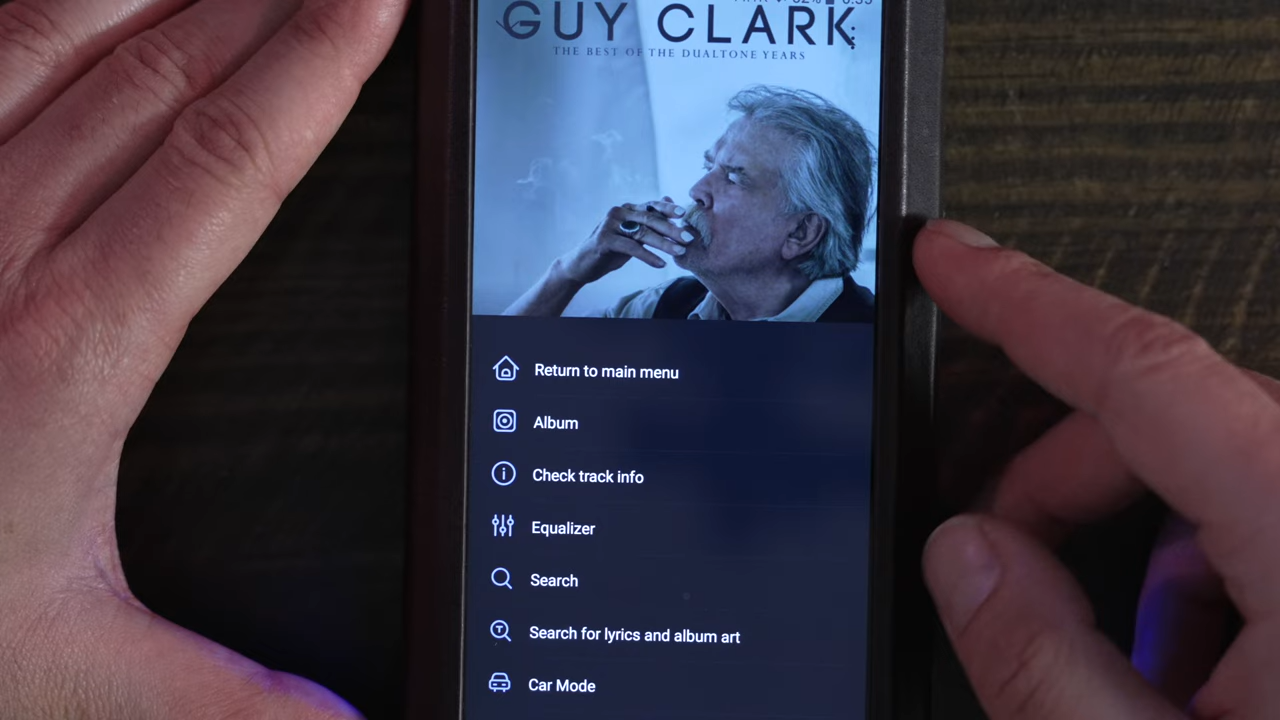 GUY CLARK
THE BEST OF THE DUALTONE YEARS
Return to main menu
Album
Check track info
Equalizer
Search
Search for lyrics and album art
Car Mode